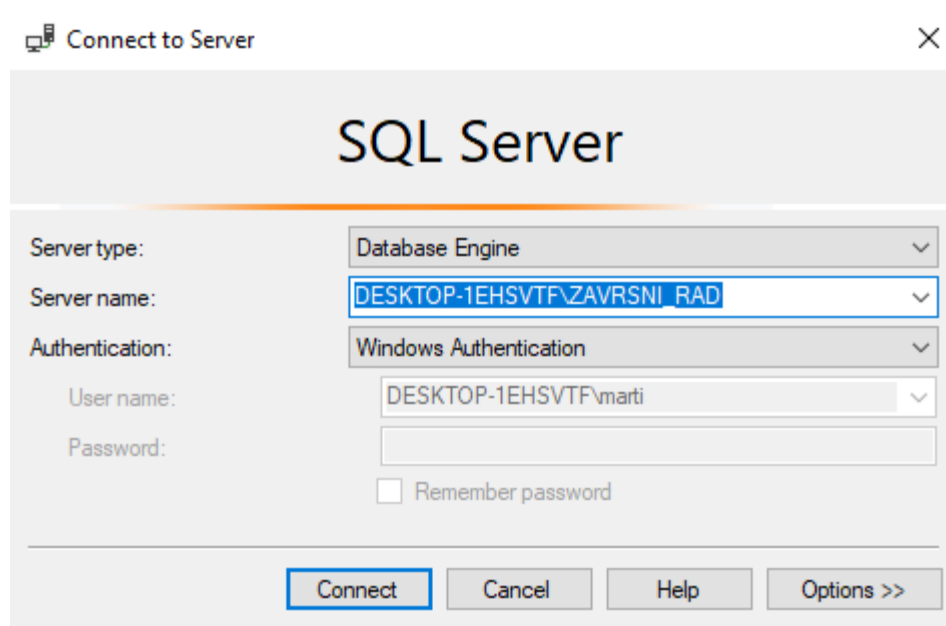 Connect to Server
SQL Server
Server type: Database Engine
Server name: DESKTOP-1EHSVTF\ZAVRSNI_RAD
Authentication: Windows Authentication
User name: DESKTOP-1EHSVTF\marti
Password:
Remember password
Connect Cancel Help Options >>